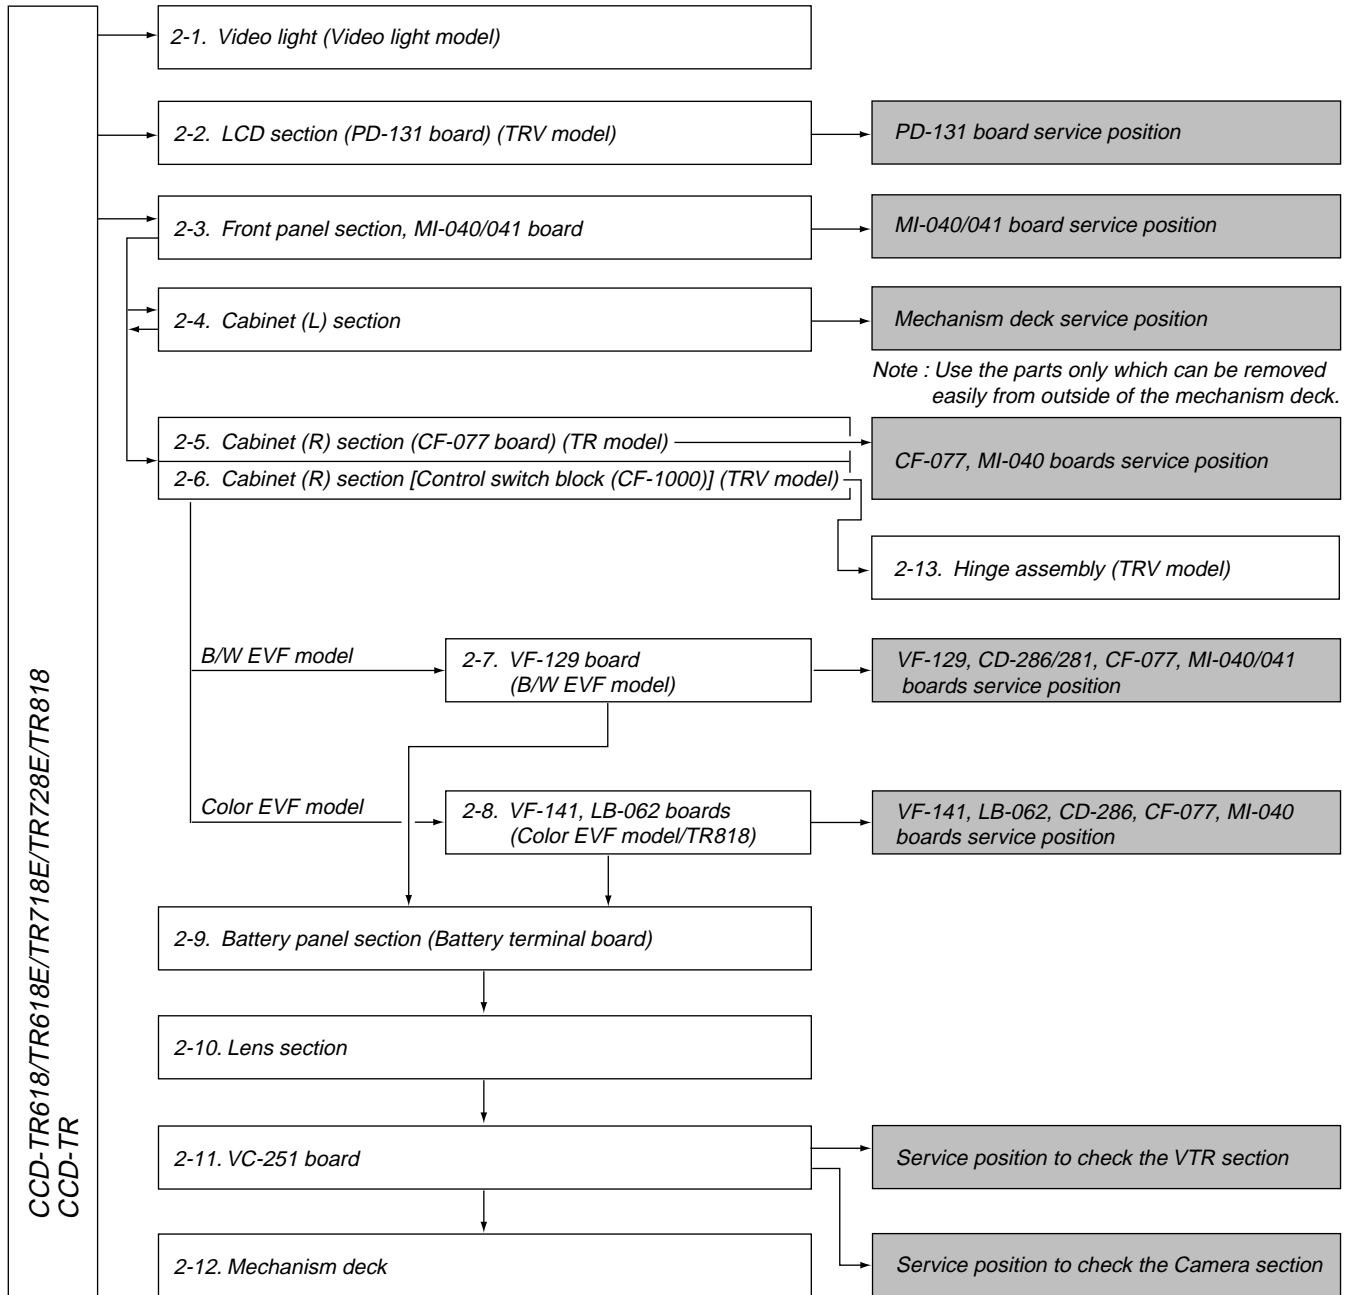 CCD-TR618/TR618E/TR718E/TR728E/TR818
CCD-TR
2-1. Video light (Video light model)
2-2. LCD section (PD-131 board) (TRV model)
PD-131 board service position
2-3. Front panel section, MI-040/041 board
MI-040/041 board service position
2-4. Cabinet (L) section
Mechanism deck service position
Note : Use the parts only which can be removed
easily from outside of the mechanism deck.
2-5. Cabinet (R) section (CF-077 board) (TR model)
CF-077, MI-040 boards service position
2-6. Cabinet (R) section [Control switch block (CF-1000)] (TRV model)
2-13. Hinge assembly (TRV model)
B/W EVF model
2-7. VF-129 board
(B/W EVF model)
VF-129, CD-286/281, CF-077, MI-040/041
boards service position
Color EVF model
2-8. VF-141, LB-062 boards
(Color EVF model/TR818)
VF-141, LB-062, CD-286, CF-077, MI-040
boards service position
2-9. Battery panel section (Battery terminal board)
2-10. Lens section
2-11. VC-251 board
Service position to check the VTR section
2-12. Mechanism deck
Service position to check the Camera section